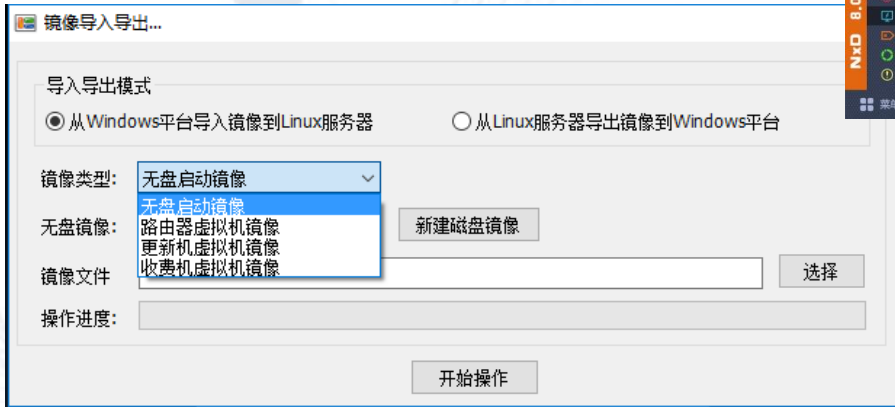 镜像导入导出...
NxD 8.0
菜单
导入导出模式
从Windows平台导入镜像到Linux服务器
从Linux服务器导出镜像到Windows平台
镜像类型:
无盘启动镜像
无盘启动镜像
路由器虚拟机镜像
更新机虚拟机镜像
收费机虚拟机镜像
无盘镜像:
新建磁盘镜像
镜像文件
选择
操作进度:
开始操作